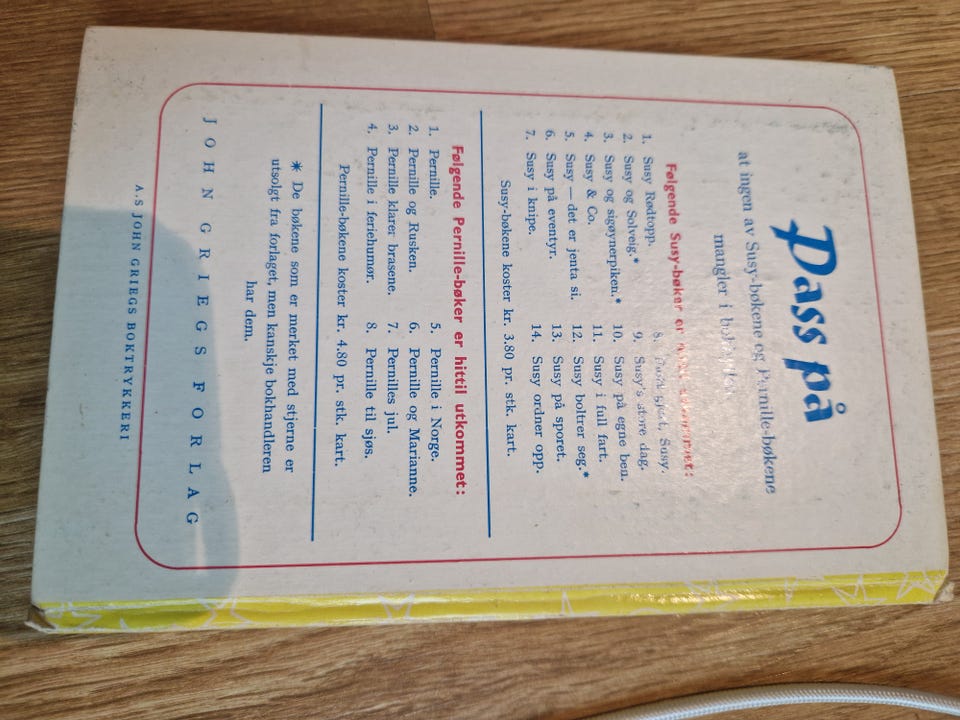 Pass på
at ingen av Susy-bøkene og Pernille-bøkene
mangler i
Følgende Susy-bøker er
1. Susy Rødtopp.
2. Susy og Solveig.*
3. Susy og sigøynerpiken.*
4. Susy & Co.
5. Susy — det er jenta si.
6. Susy på eventyr.
7. Susy i knipe.
8. Susy.
9. Susy's store dag.
10. Susy på egne ben.
11. Susy i full fart.
12. Susy boltrer seg.*
13. Susy på sporet.
14. Susy ordner opp.
Susy-bøkene koster kr. 3.80 pr. stk. kart.
Følgende Pernille-bøker er hittil utkommet:
1. Pernille.
2. Pernille og Rusken.
3. Pernille klarer brasene.
4. Pernille i feriehumør.
5. Pernille i Norge.
6. Pernille og Marianne.
7. Pernilles jul.
8. Pernille til sjøs.
Pernille-bøkene koster kr. 4.80 pr. stk. kart.
* De bøkene som er merket med stjerne er
utsolgt fra forlaget, men kanskje bokhandleren
har dem.
JOHN GRIEGS FORLAG
A.S JOHN GRIEGS BOKTRYKKERI